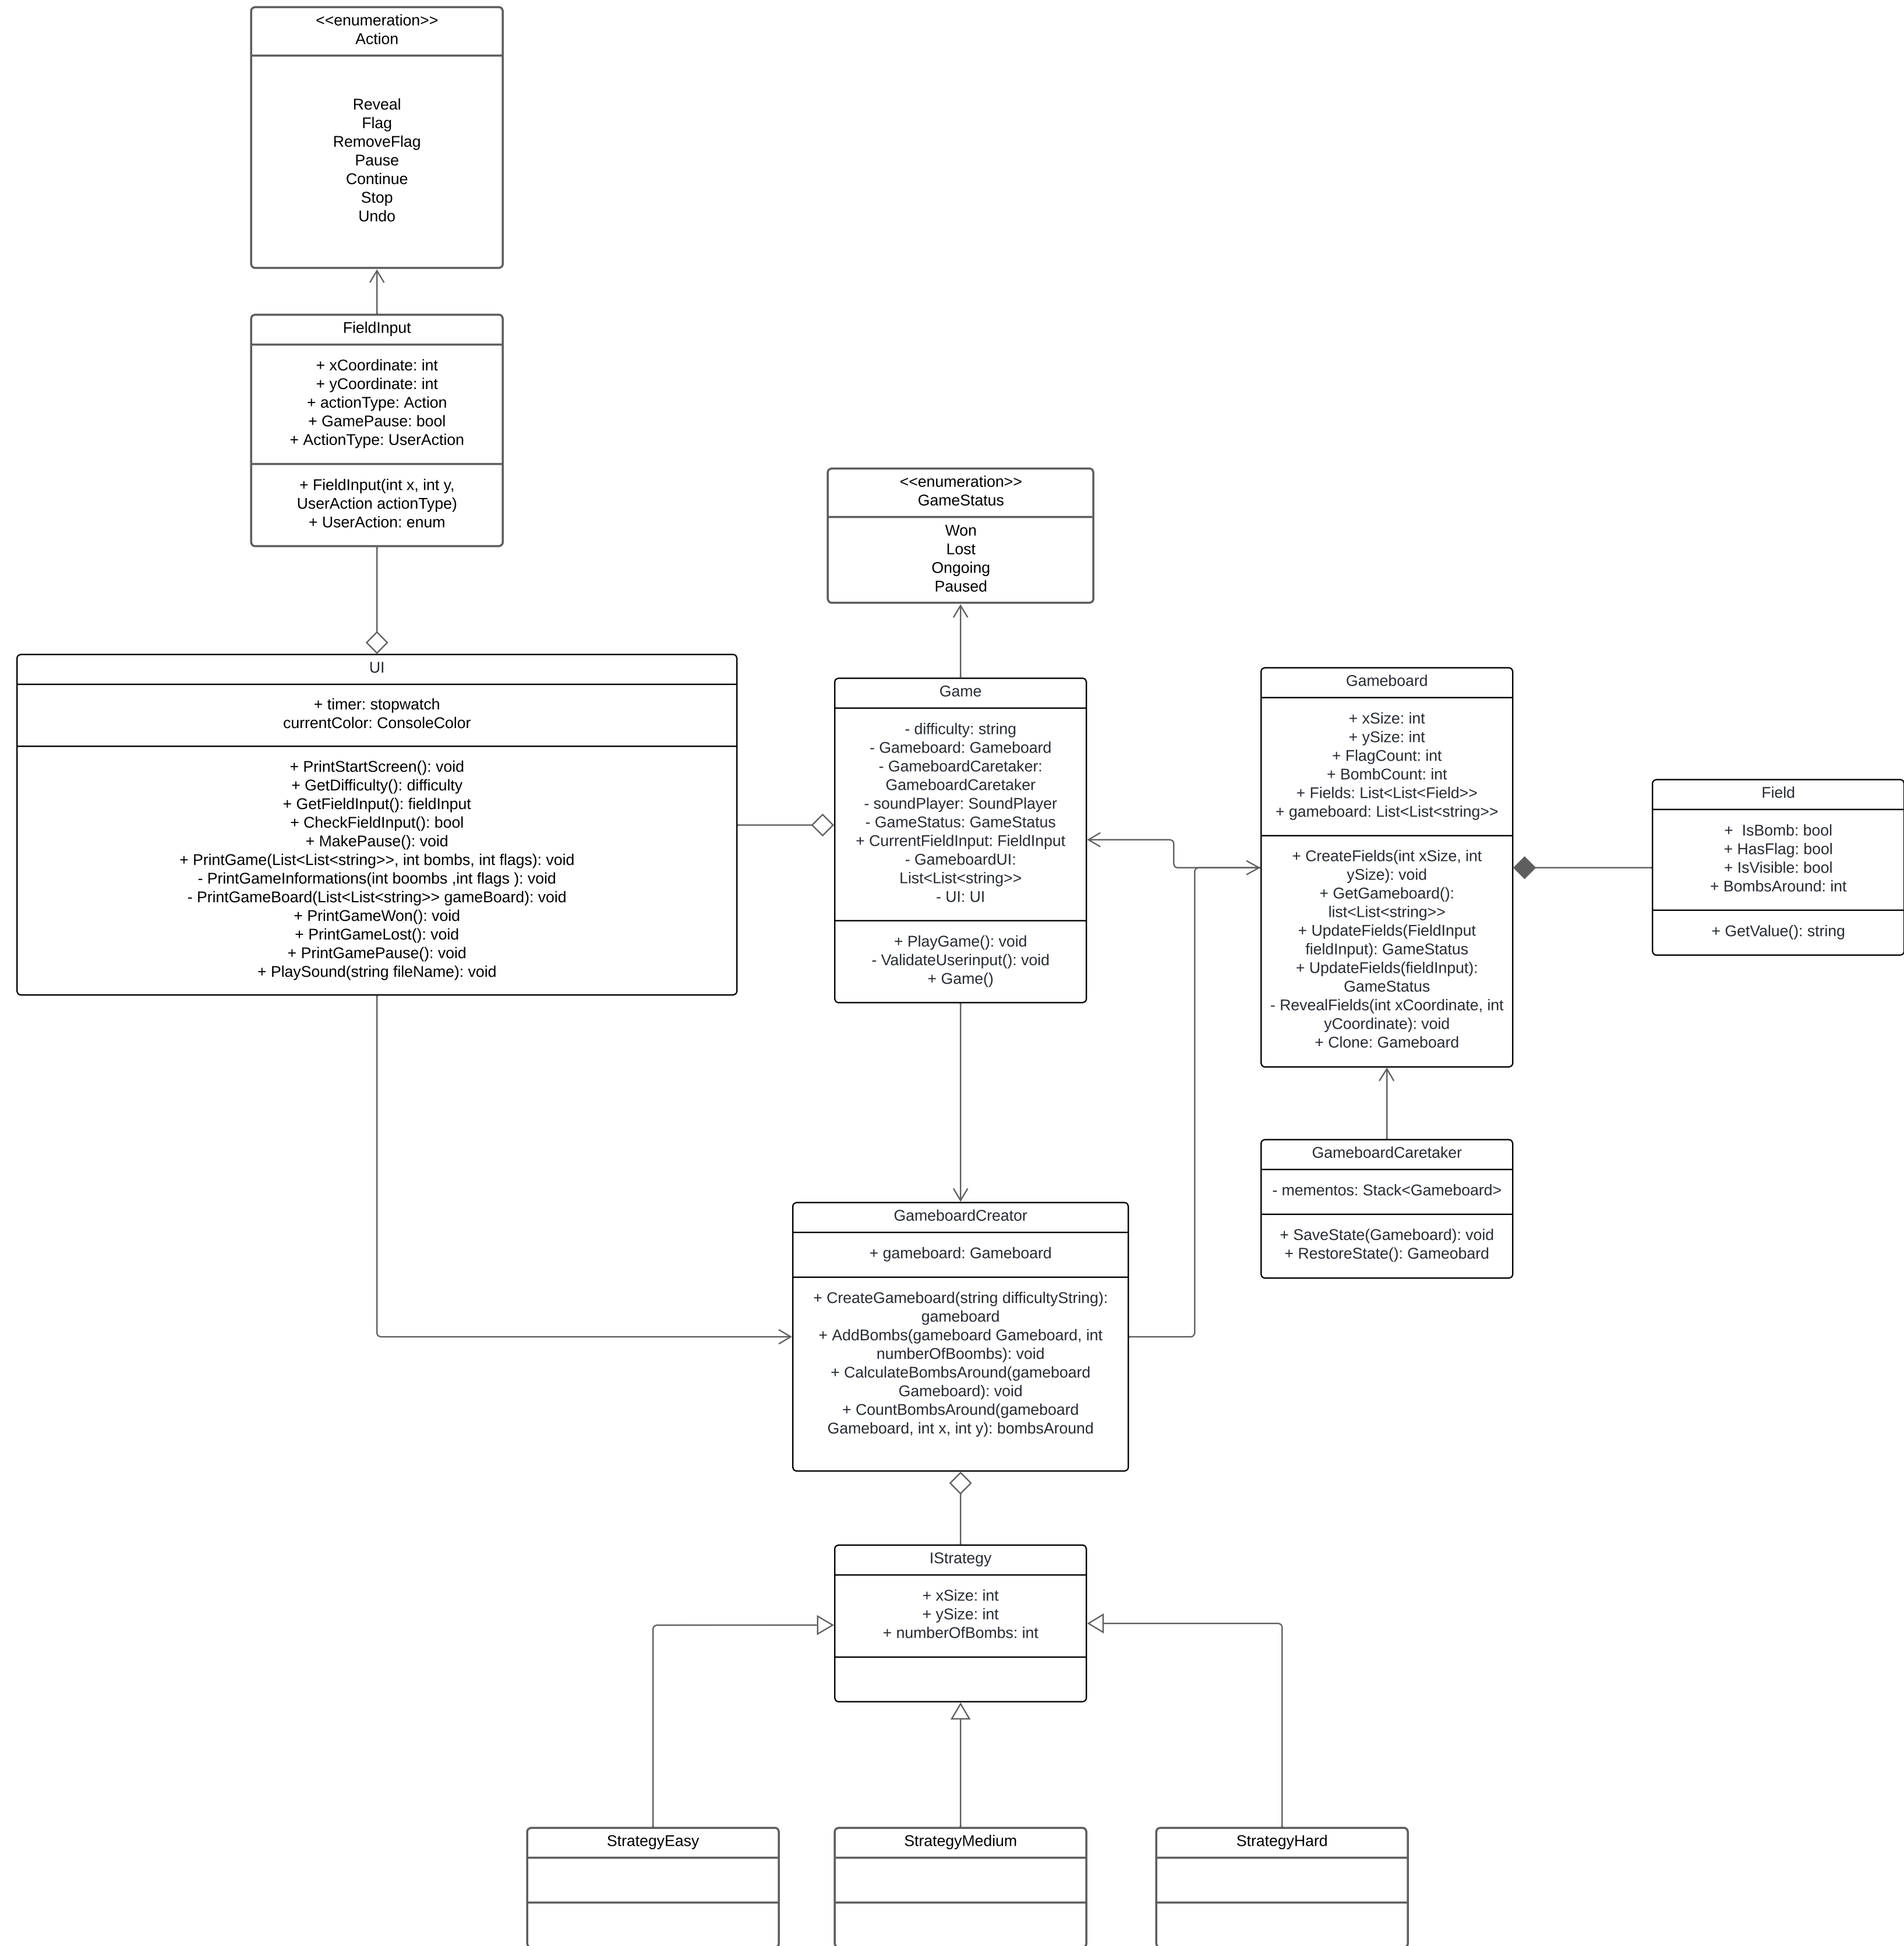 <<enumeration>>
Action
Reveal
Flag
RemoveFlag
Pause
Continue
Stop
Undo
FieldInput
+ xCoordinate: int
+ yCoordinate: int
+ actionType: Action
+ GamePause: bool
+ ActionType: UserAction
+ FieldInput(int x, int y,
UserAction actionType)
+ UserAction: enum
<<enumeration>>
GameStatus
Won
Lost
Ongoing
Paused
UI
+ timer: stopwatch
currentColor: ConsoleColor
+ PrintStartScreen(): void
+ GetDifficulty(): difficulty
+ GetFieldInput(): fieldInput
+ CheckFieldInput(): bool
+ MakePause(): void
+ PrintGame(List<List<string>>, int bombs, int flags): void
- PrintGameInformations(int boombs ,int flags ): void
- PrintGameBoard(List<List<string>> gameBoard): void
+ PrintGameWon(): void
+ PrintGameLost(): void
+ PrintGamePause(): void
+ PlaySound(string fileName): void
Game
- difficulty: string
- Gameboard: Gameboard
- GameboardCaretaker:
GameboardCaretaker
- soundPlayer: SoundPlayer
- GameStatus: GameStatus
+ CurrentFieldInput: FieldInput
- GameboardUI:
List<List<string>>
- UI: UI
+ PlayGame(): void
- ValidateUserinput(): void
+ Game()
Gameboard
+ xSize: int
+ ySize: int
+ FlagCount: int
+ BombCount: int
+ Fields: List<List<Field>>
+ gameboard: List<List<string>>
+ CreateFields(int xSize, int
ySize): void
+ GetGameboard():
list<List<string>>
+ UpdateFields(FieldInput
fieldInput): GameStatus
+ UpdateFields(fieldInput):
GameStatus
- RevealFields(int xCoordinate, int
yCoordinate): void
+ Clone: Gameboard
Field
+ IsBomb: bool
+ HasFlag: bool
+ IsVisible: bool
+ BombsAround: int
+ GetValue(): string
GameboardCaretaker
- mementos: Stack<Gameboard>
+ SaveState(Gameboard): void
+ RestoreState(): Gameobard
GameboardCreator
+ gameboard: Gameboard
+ CreateGameboard(string difficultyString):
gameboard
+ AddBombs(gameboard Gameboard, int
numberOfBoombs): void
+ CalculateBombsAround(gameboard
Gameboard): void
+ CountBombsAround(gameboard
Gameboard, int x, int y): bombsAround
IStrategy
+ xSize: int
+ ySize: int
+ numberOfBombs: int
StrategyEasy
StrategyMedium
StrategyHard